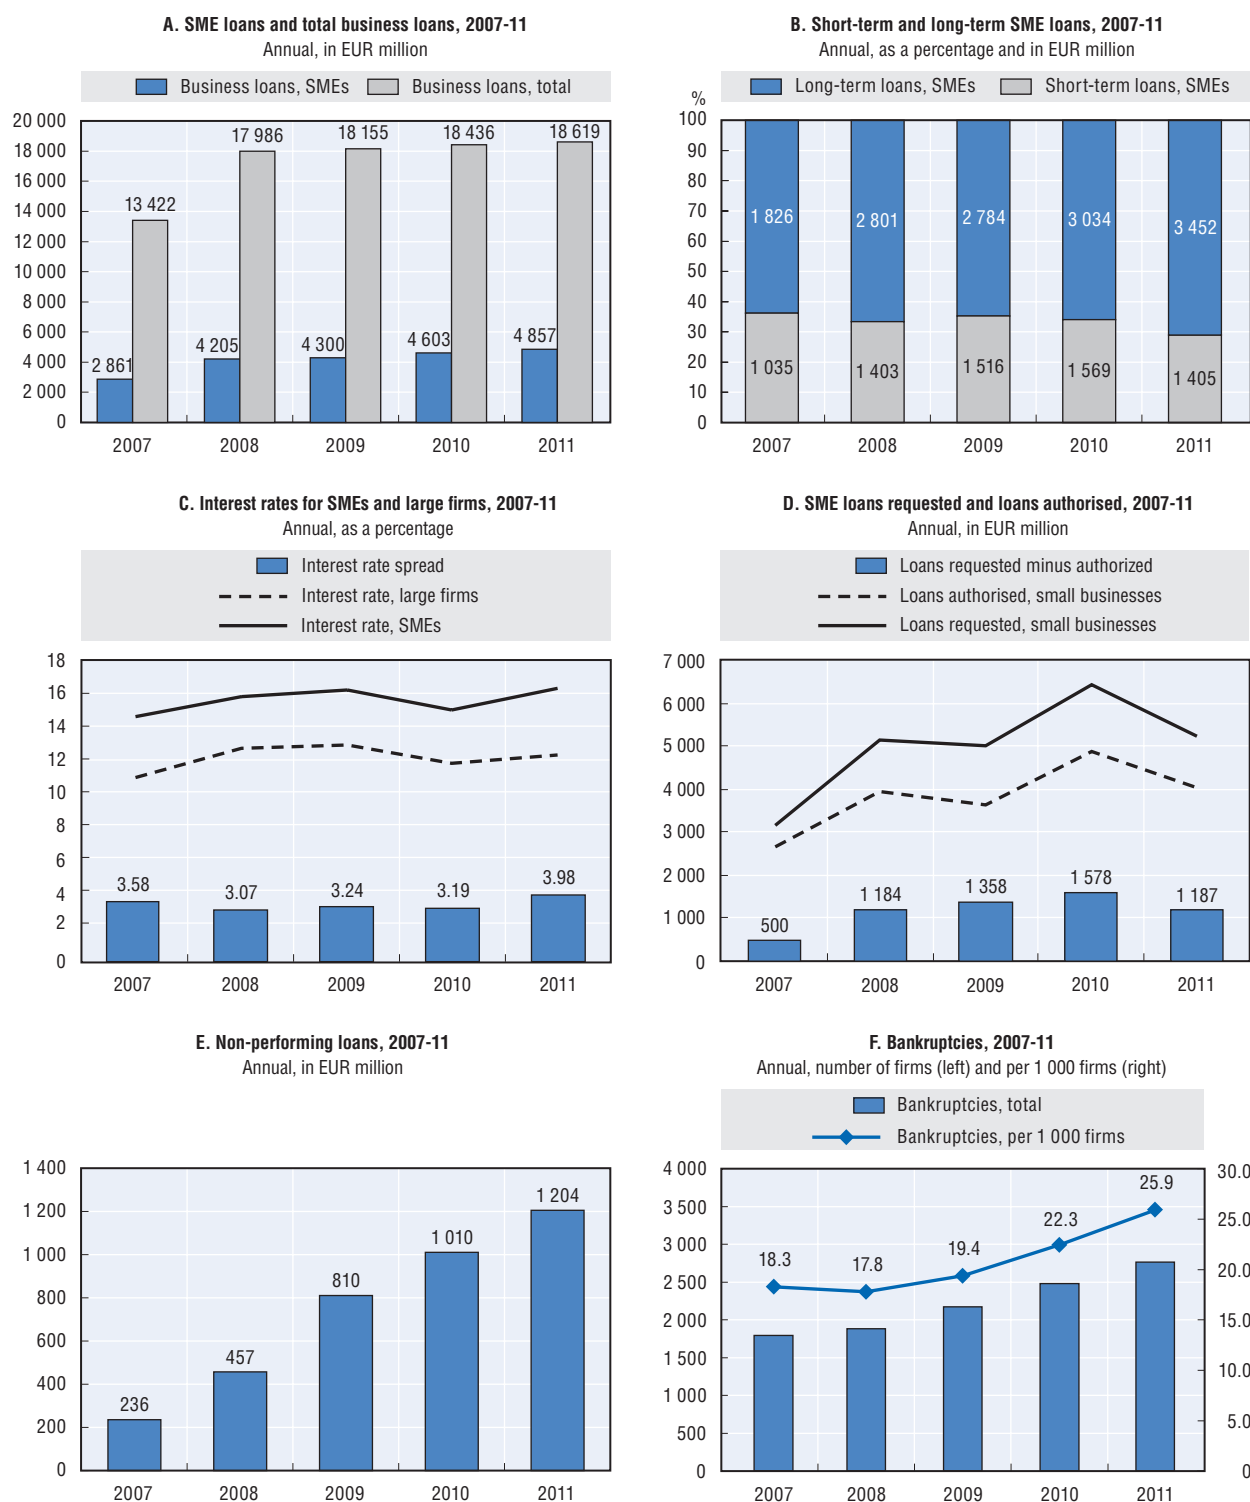 A. SME loans and total business loans, 2007-11
Annual, in EUR million
Business loans, SMEs Business loans, total
20 000
18 000
16 000
14 000
12 000
10 000
8 000
6 000
4 000
2 000
0
2 861
13 422
4 205
17 986
4 300
18 155
4 603
18 436
4 857
18 619
2007 2008 2009 2010 2011
B. Short-term and long-term SME loans, 2007-11
Annual, as a percentage and in EUR million
Long-term loans, SMEs Short-term loans, SMEs
%
100
90
80
70
60
50
40
30
20
10
0
1 826 2 801 2 784 3 034 3 452
1 035 1 403 1 516 1 569 1 405
2007 2008 2009 2010 2011
C. Interest rates for SMEs and large firms, 2007-11
Annual, as a percentage
Interest rate spread
Interest rate, large firms
Interest rate, SMEs
18
16
14
12
10
8
6
4
2
0
3.58 3.07 3.24 3.19 3.98
2007 2008 2009 2010 2011
D. SME loans requested and loans authorised, 2007-11
Annual, in EUR million
Loans requested minus authorized
Loans authorised, small businesses
Loans requested, small businesses
7 000
6 000
5 000
4 000
3 000
2 000
1 000
0
500 1 184 1 358 1 578 1 187
2007 2008 2009 2010 2011
E. Non-performing loans, 2007-11
Annual, in EUR million
1 400
1 200
1 000
800
600
400
200
0
236 457 810 1 010 1 204
2007 2008 2009 2010 2011
F. Bankruptcies, 2007-11
Annual, number of firms (left) and per 1 000 firms (right)
Bankruptcies, total
Bankruptcies, per 1 000 firms
4 000
3 500
3 000
2 500
2 000
1 500
1 000
500
0
18.3 17.8 19.4 22.3 25.9
30.0
25.0
20.0
15.0
10.0
5.0
0
2007 2008 2009 2010 2011